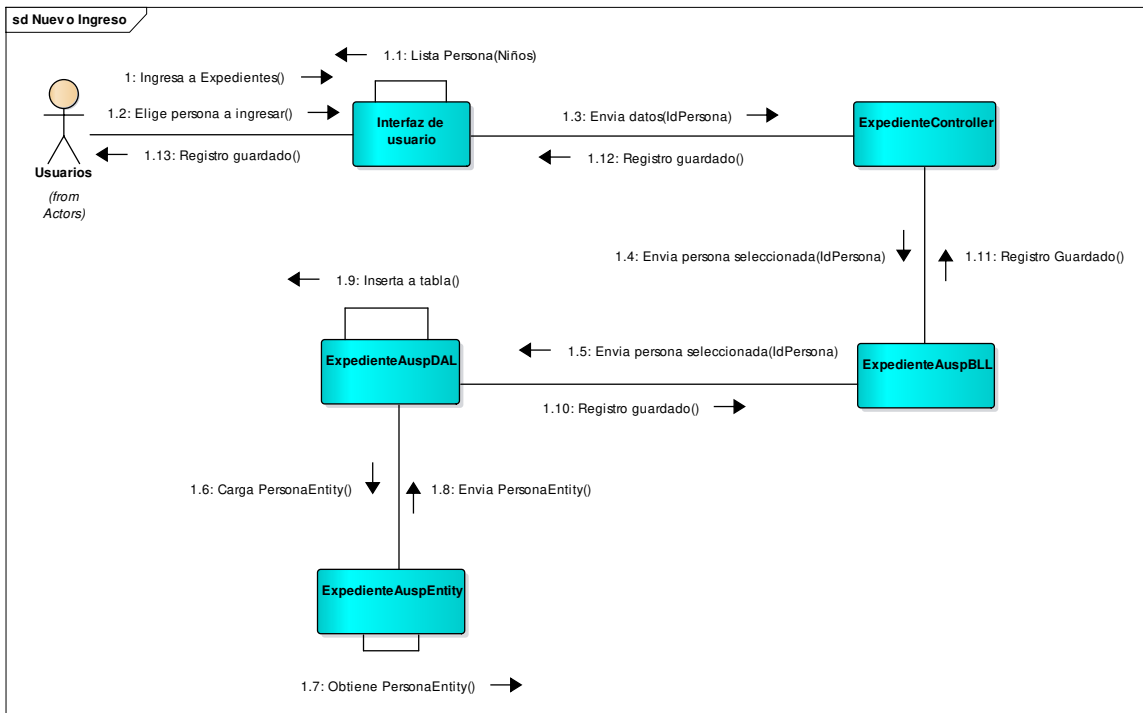 sd Nuevo Ingreso
1.1: Lista Persona(Niños)
1: Ingresa a Expedientes()
1.2: Elige persona a ingresar()
Interfaz de
usuario
1.3: Envia datos(IdPersona)
ExpedienteController
1.13: Registro guardado()
1.12: Registro guardado()
Usuarios
(from
Actors)
1.4: Envia persona seleccionada(IdPersona)
1.11: Registro Guardado()
1.9: Inserta a tabla()
ExpedienteAuspDAL
1.5: Envia persona seleccionada(IdPersona)
ExpedienteAuspBLL
1.10: Registro guardado()
1.6: Carga PersonaEntity()
1.8: Envia PersonaEntity()
ExpedienteAuspEntity
1.7: Obtiene PersonaEntity()